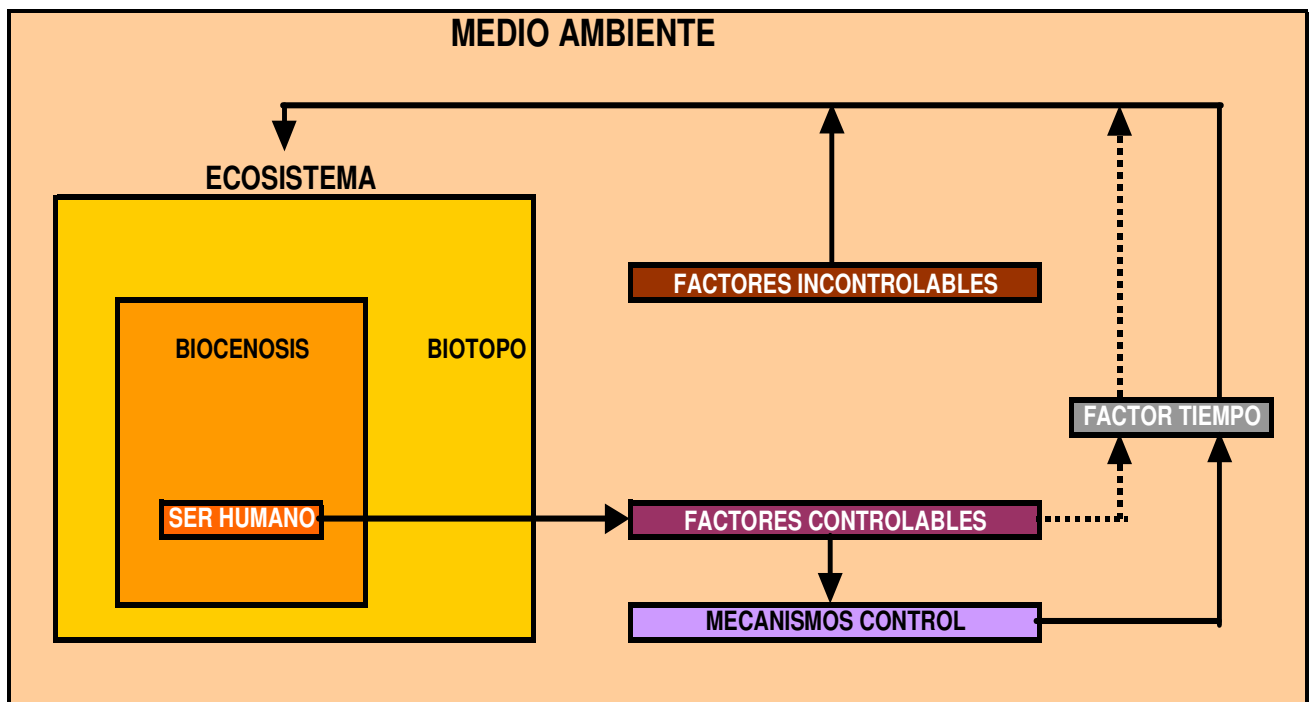 MEDIO AMBIENTE
ECOSISTEMA
FACTORES INCONTROLABLES
BIOCENOSIS
BIOTOPO
FACTOR TIEMPO
SER HUMANO
FACTORES CONTROLABLES
MECANISMOS CONTROL